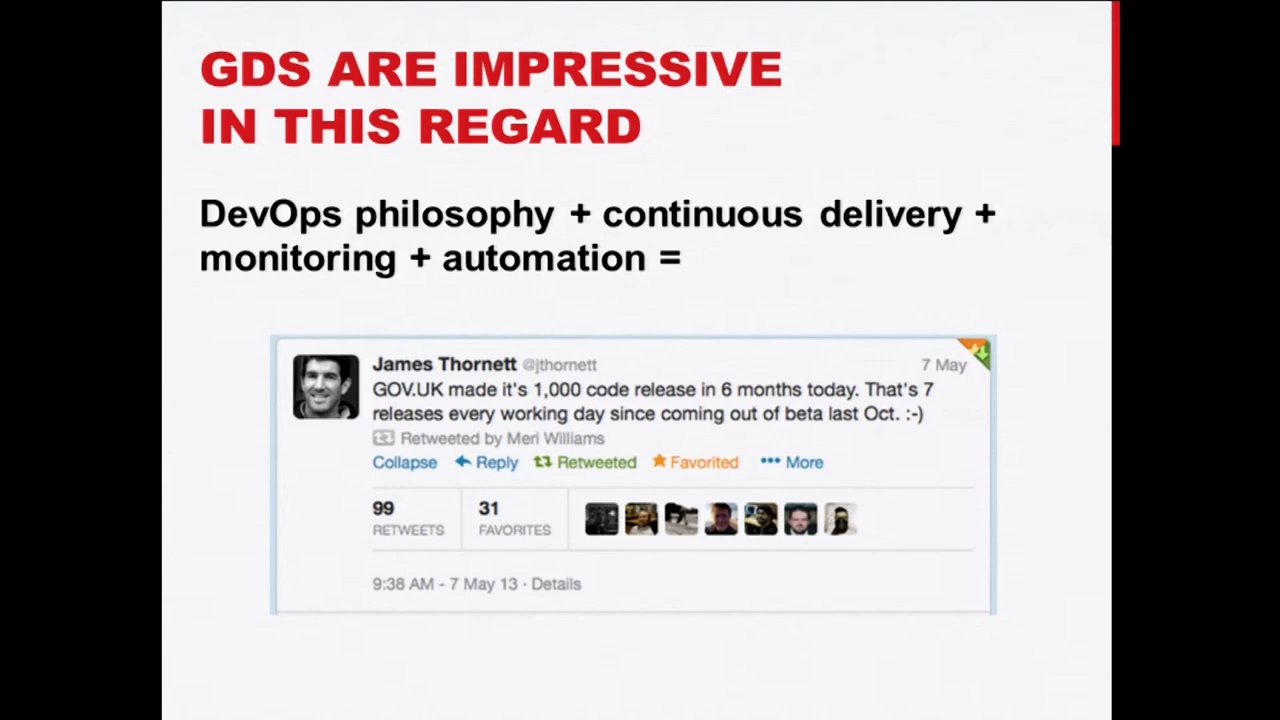 GDS ARE IMPRESSIVE
IN THIS REGARD
DevOps philosophy + continuous delivery +
monitoring + automation =
James Thornett @jthornett 7 May
GOV.UK made it's 1,000 code release in 6 months today. That's 7
releases every working day since coming out of beta last Oct. :-)
Retweeted by Meri Williams
Collapse Reply Retweeted Favorited More
99 31
RETWEETS FAVORITES
9:38 AM - 7 May 13 · Details